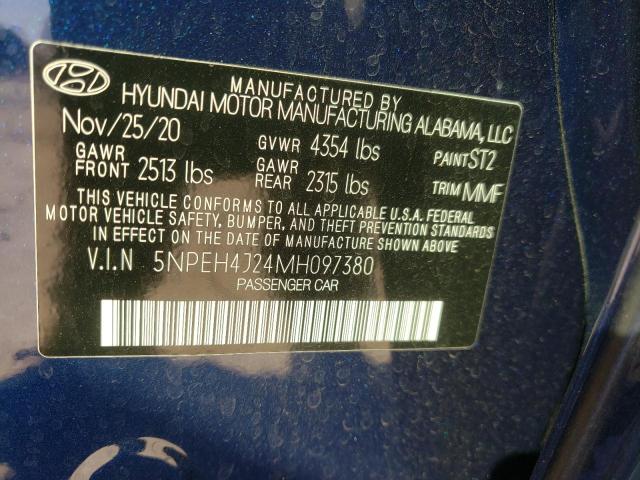 MANUFACTURED BY
HYUNDAI MOTOR MANUFACTURING ALABAMA, LLC
Nov/25/20 GVWR 4354 lbs PAINT ST2
GAWR FRONT 2513 lbs GAWR REAR 2315 lbs TRIM MMF
THIS VEHICLE CONFORMS TO ALL APPLICABLE U.S.A. FEDERAL
MOTOR VEHICLE SAFETY, BUMPER, AND THEFT PREVENTION STANDARDS
IN EFFECT ON THE DATE OF MANUFACTURE SHOWN ABOVE.
V.I.N 5NPEH4J24MH097380
PASSENGER CAR